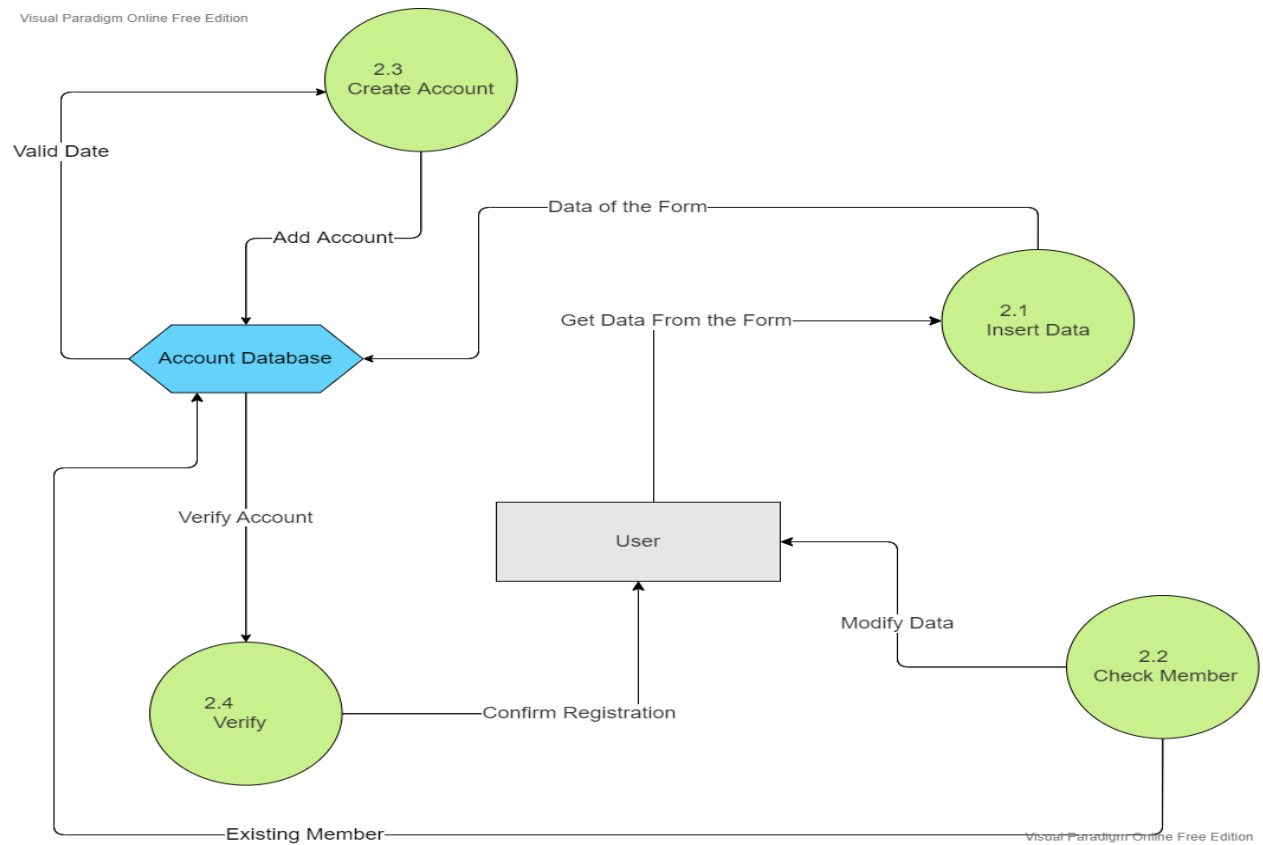 Visual Paradigm Online Free Edition
2.3
Create Account
Valid Date
Data of the Form
Add Account
2.1
Insert Data
Get Data From the Form
Account Database
Verify Account
User
Modify Data
2.2
Check Member
2.4
Verify
Confirm Registration
Existing Member
Visual Paradigm Online Free Edition